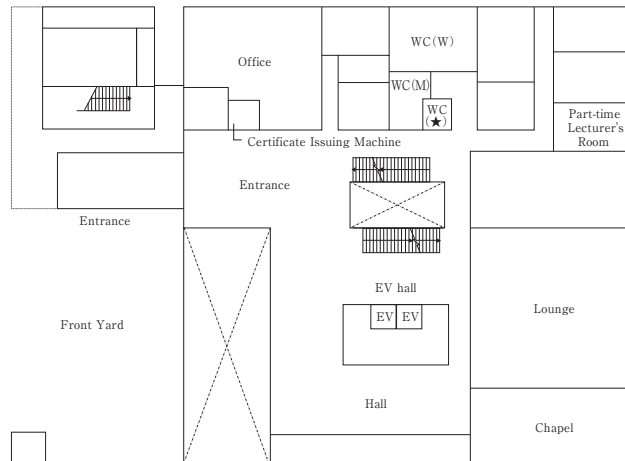 WC(W)
Office
WC(M)
WC
(★)
Part-time
Lecturer's
Room
Certificate Issuing Machine
Entrance
Entrance
EV hall
EV EV
Lounge
Front Yard
Hall
Chapel